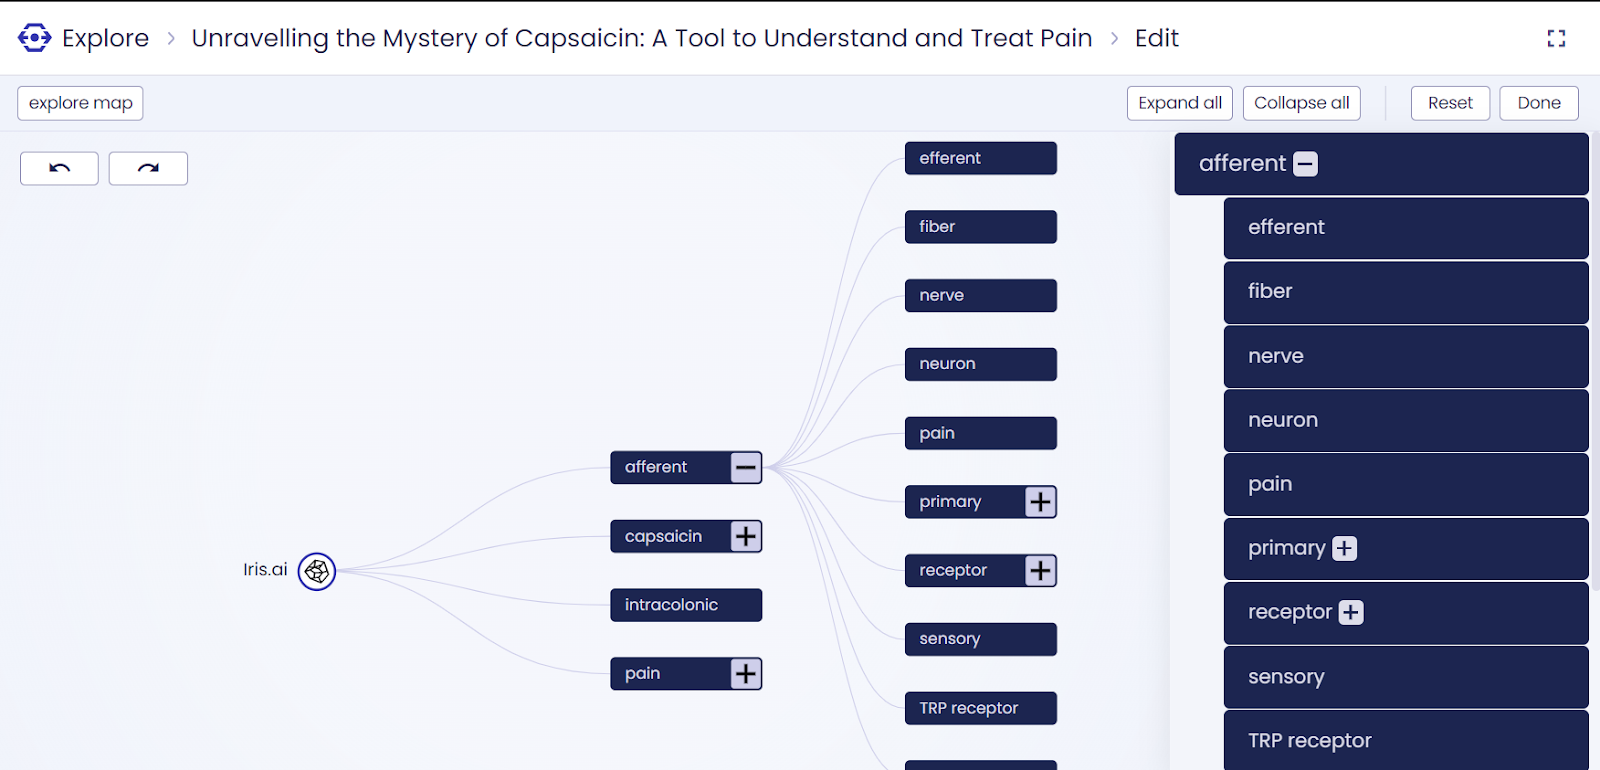 Explore > Unravelling the Mystery of Capsaicin: A Tool to Understand and Treat Pain > Edit
explore map
Expand all
Collapse all
Reset
Done
Iris.ai
afferent
capsaicin
intracolonic
pain
efferent
fiber
nerve
neuron
pain
primary
receptor
sensory
TRP receptor
afferent
efferent
fiber
nerve
neuron
pain
primary
receptor
sensory
TRP receptor